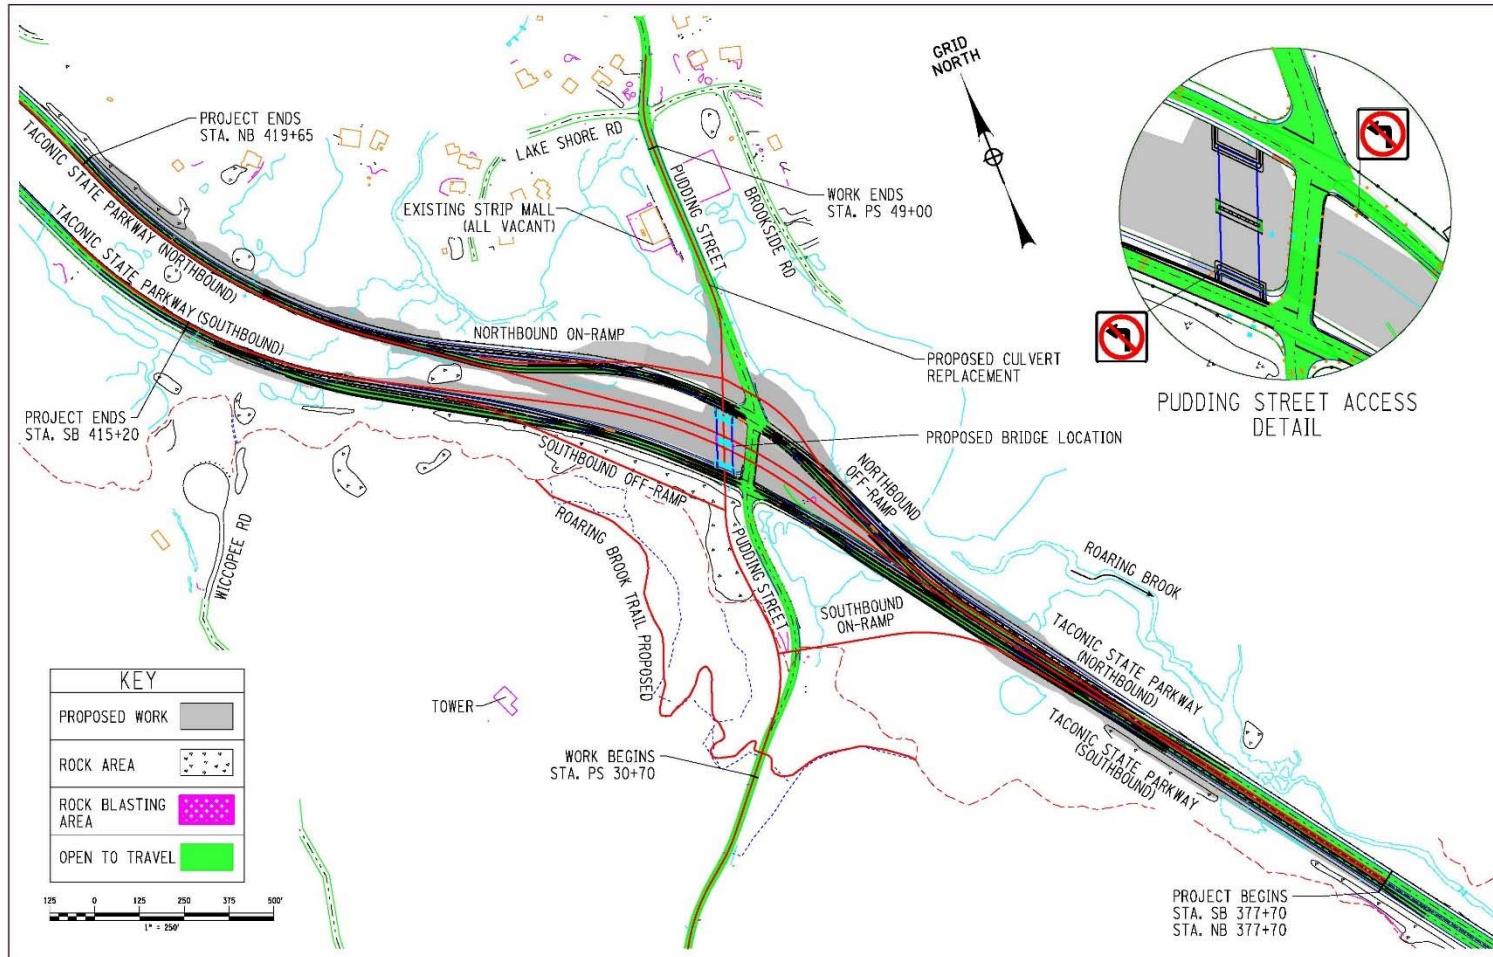 GRID
NORTH
PROJECT ENDS
STA. NB 419+65
TACONIC STATE PARKWAY (NORTHBOUND)
TACONIC STATE PARKWAY (SOUTHBOUND)
LAKE SHORE RD
EXISTING STRIP MALL
(ALL VACANT)
PUDDING STREET
BROOKSIDE RD
WORK ENDS
STA. PS 49+00
NORTHBOUND ON-RAMP
PROPOSED CULVERT
REPLACEMENT
PUDDING STREET ACCESS
DETAIL
PROJECT ENDS
STA. SB 415+20
PROPOSED BRIDGE LOCATION
SOUTHBOUND OFF-RAMP
NORTHBOUND
OFF-RAMP
WICCOPEE RD
ROARING BROOK TRAIL PROPOSED
PUDDING STREET
SOUTHBOUND
ON-RAMP
ROARING BROOK
TACONIC STATE PARKWAY
(NORTHBOUND)
TACONIC STATE PARKWAY
(SOUTHBOUND)
TOWER
WORK BEGINS
STA. PS 30+70
KEY
PROPOSED WORK
ROCK AREA
ROCK BLASTING
AREA
OPEN TO TRAVEL
125 0 125 250 375 500'
1" = 250'
PROJECT BEGINS
STA. SB 377+70
STA. NB 377+70